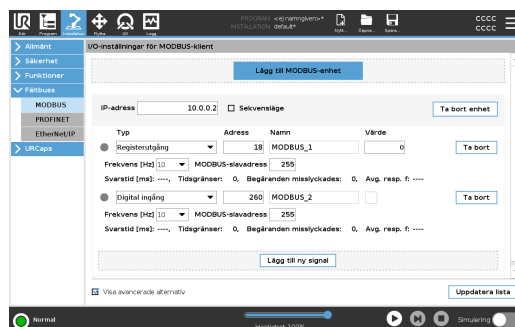 PROGRAM <ej namngiven>*
INSTALLATION default*
CCCC
CCCC
Kör Program Installation Flytta I/O Logg Nytt... Öppna... Spara...
Allmänt
Säkerhet
Funktioner
Fältbuss
MODBUS
PROFINET
EtherNet/IP
URCaps
I/O-inställningar för MODBUS-klient
Lägg till MODBUS-enhet
IP-adress 10.0.0.2 Sekvensläge Ta bort enhet
Typ Adress Namn Värde
Registerutgång 18 MODBUS_1 0 Ta bort
Frekvens [Hz] 10 MODBUS-slavadress 255
Svarstid [ms]: ----, Tidsgränser: 0, Begäranden misslyckades: 0, Avg. resp. f: ----
Digital ingång 260 MODBUS_2 Ta bort
Frekvens [Hz] 10 MODBUS-slavadress 255
Svarstid [ms]: ----, Tidsgränser: 0, Begäranden misslyckades: 0, Avg. resp. f: ----
Lägg till ny signal
Visa avancerade alternativ Uppdatera lista
Normal
Hastighet 100%
Simulering